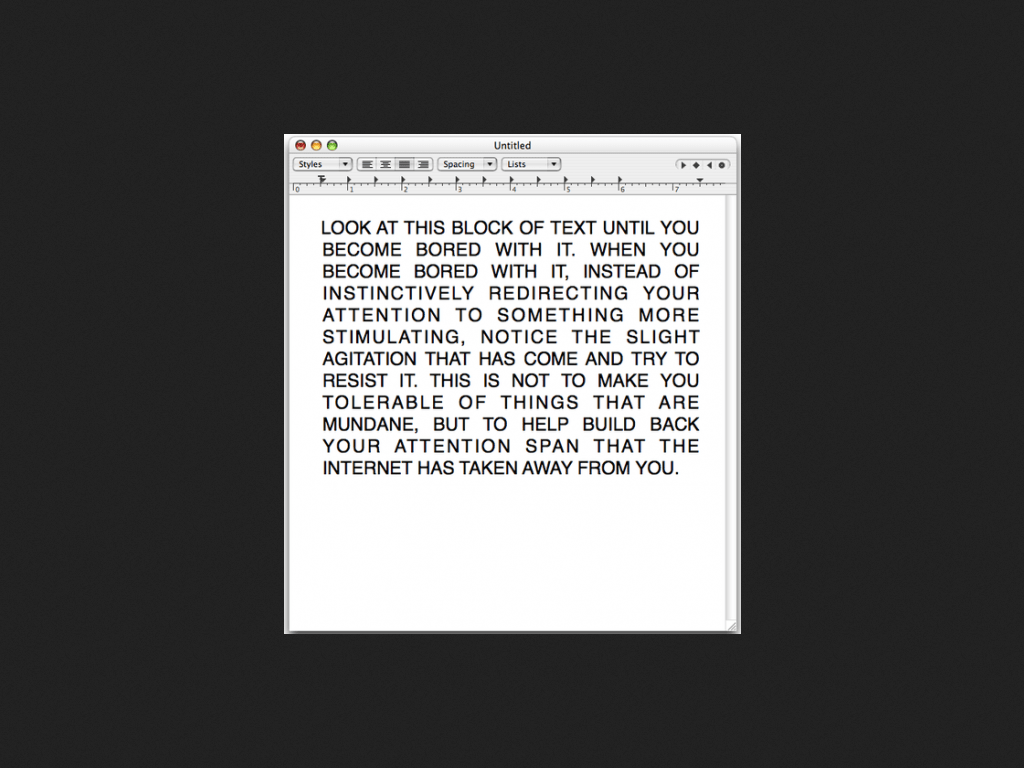 Untitled
Styles Spacing Lists
0 1 2 3 4 5 6 7
LOOK AT THIS BLOCK OF TEXT UNTIL YOU
BECOME BORED WITH IT. WHEN YOU
BECOME BORED WITH IT, INSTEAD OF
INSTINCTIVELY REDIRECTING YOUR
ATTENTION TO SOMETHING MORE
STIMULATING, NOTICE THE SLIGHT
AGITATION THAT HAS COME AND TRY TO
RESIST IT. THIS IS NOT TO MAKE YOU
TOLERABLE OF THINGS THAT ARE
MUNDANE, BUT TO HELP BUILD BACK
YOUR ATTENTION SPAN THAT THE
INTERNET HAS TAKEN AWAY FROM YOU.